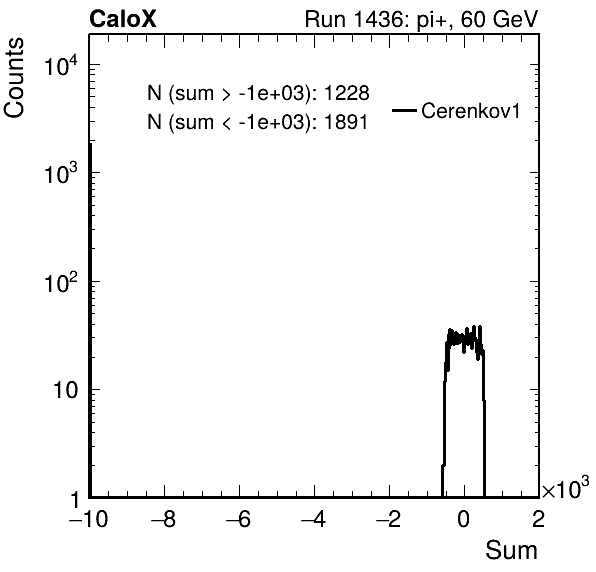 CaloX Run 1436: pi+, 60 GeV
Counts
10⁴
10³
10²
10
1
N (sum > -1e+03): 1228
N (sum < -1e+03): 1891
Cerenkov1
−10 −8 −6 −4 −2 0 2
×10³
Sum